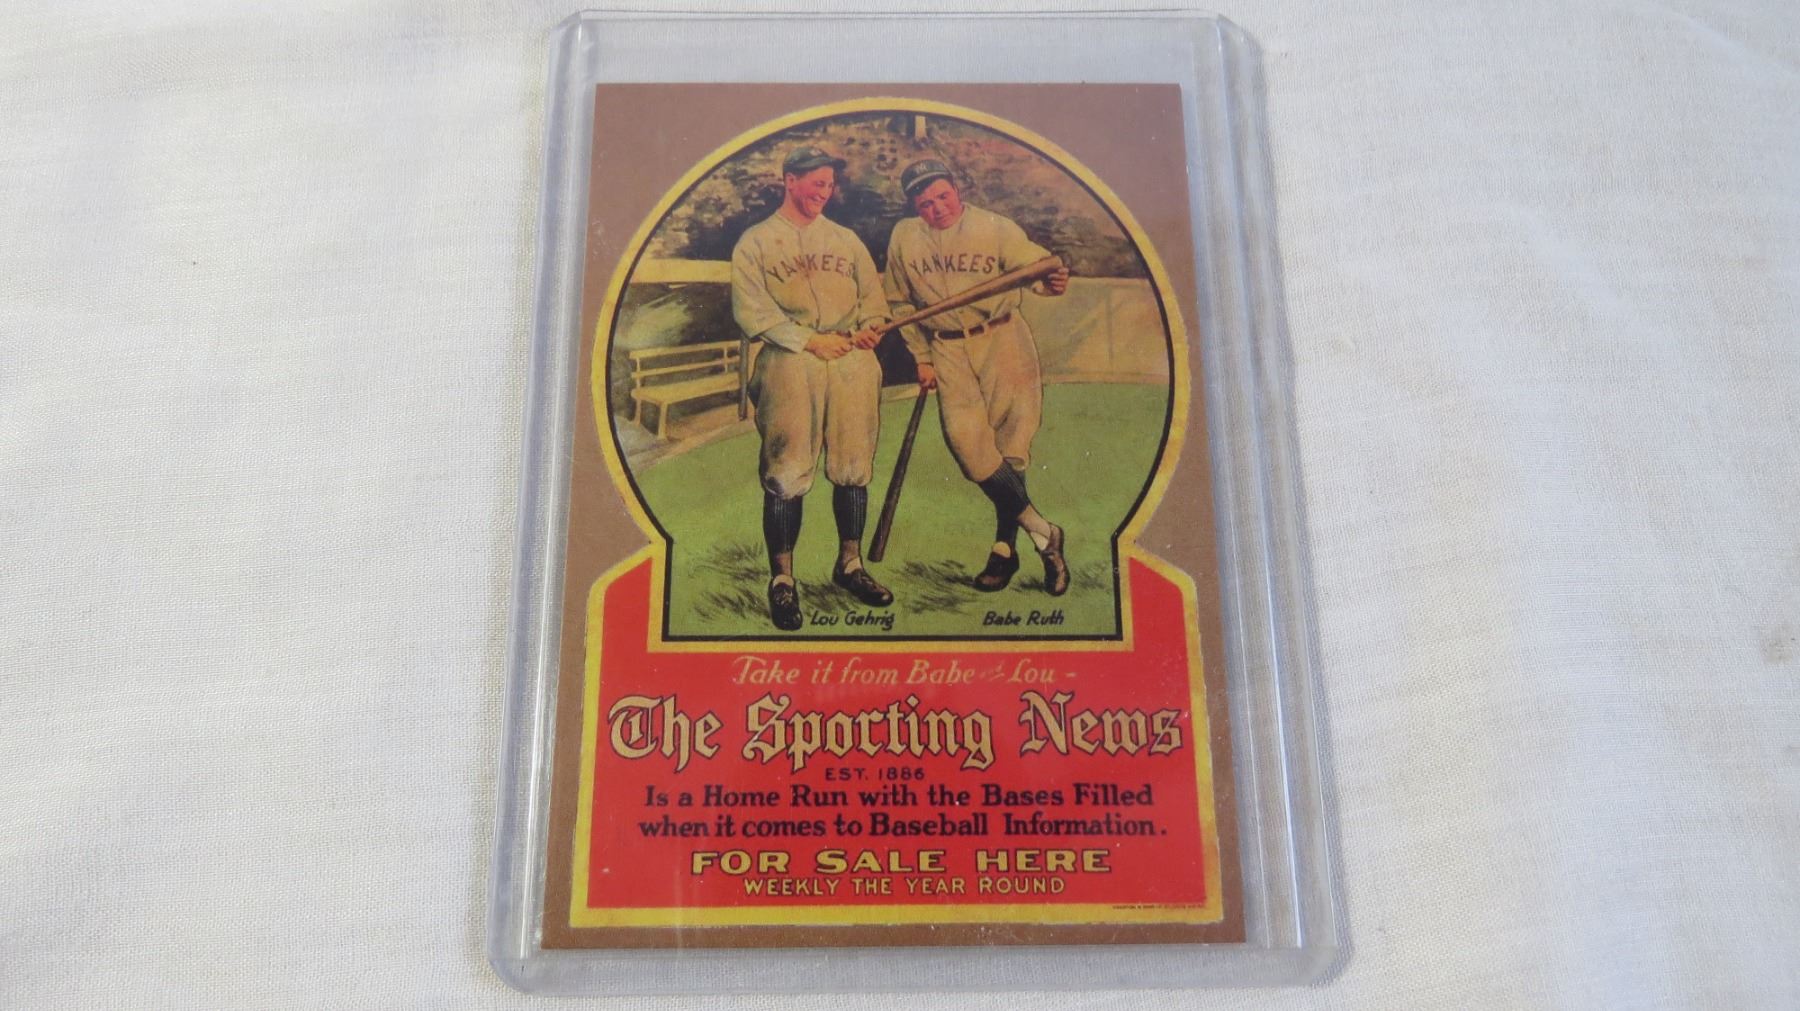 YANKEES
YANKEES
Lou Gehrig
Babe Ruth
Take it from Babe and Lou -
The Sporting News
EST. 1886
Is a Home Run with the Bases Filled
when it comes to Baseball Information.
FOR SALE HERE
WEEKLY THE YEAR ROUND